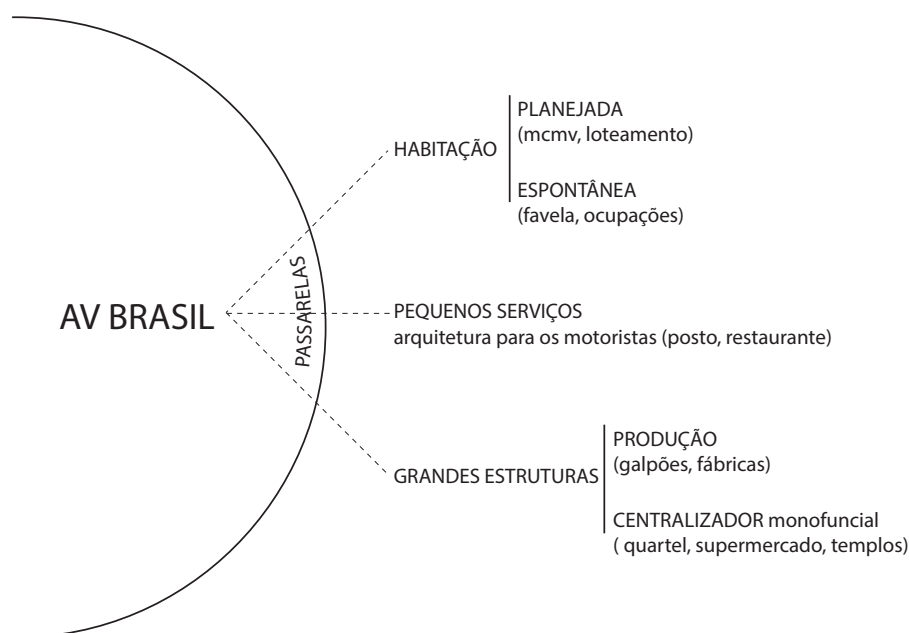 AV BRASIL
PASSARELAS
HABITAÇÃO
PLANEJADA
(mcmv, loteamento)
ESPONTÂNEA
(favela, ocupações)
PEQUENOS SERVIÇOS
arquitetura para os motoristas (posto, restaurante)
GRANDES ESTRUTURAS
PRODUÇÃO
(galpões, fábricas)
CENTRALIZADOR monofuncial
( quartel, supermercado, templos)